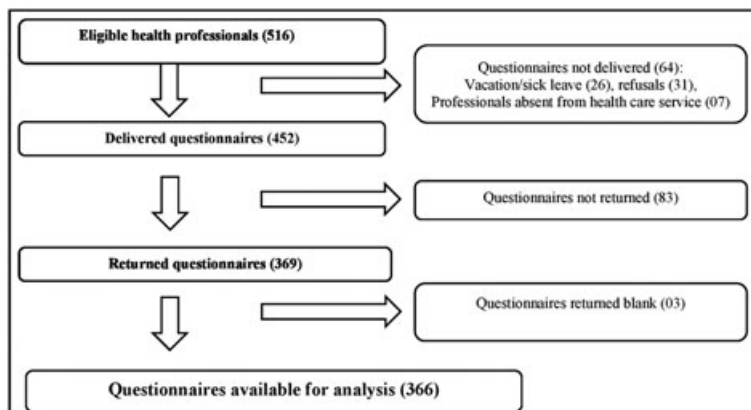 Eligible health professionals (516)
Questionnaires not delivered (64):
Vacation/sick leave (26), refusals (31),
Professionals absent from health care service (07)
Delivered questionnaires (452)
Questionnaires not returned (83)
Returned questionnaires (369)
Questionnaires returned blank (03)
Questionnaires available for analysis (366)